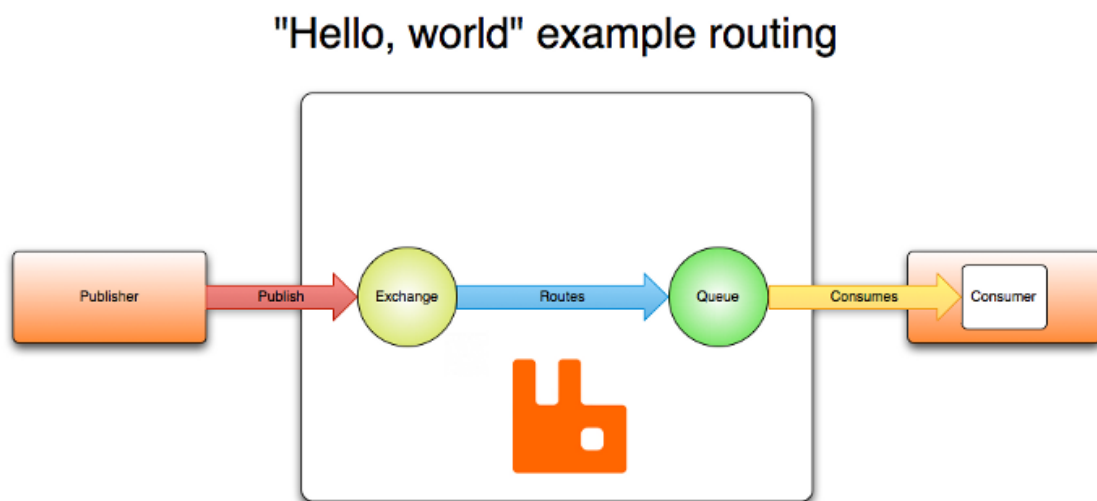 "Hello, world" example routing
Publisher
Publish
Exchange
Routes
Queue
Consumes
Consumer